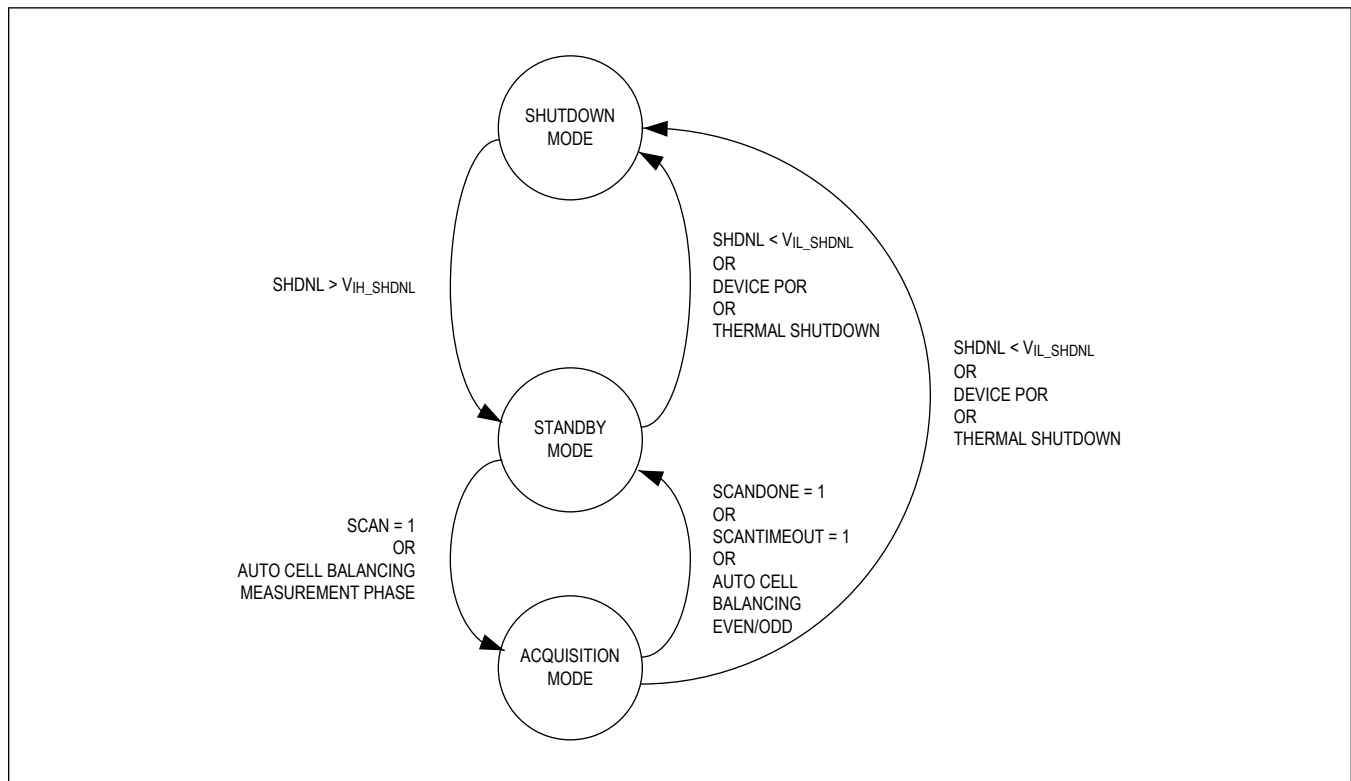 SHUTDOWN
MODE
SHDNL > VIH_SHDNL
SHDNL < VIL_SHDNL
OR
DEVICE POR
OR
THERMAL SHUTDOWN
SHDNL < VIL_SHDNL
OR
DEVICE POR
OR
THERMAL SHUTDOWN
STANDBY
MODE
SCAN = 1
OR
AUTO CELL BALANCING
MEASUREMENT PHASE
SCANDONE = 1
OR
SCANTIMEOUT = 1
OR
AUTO CELL
BALANCING
EVEN/ODD
ACQUISITION
MODE